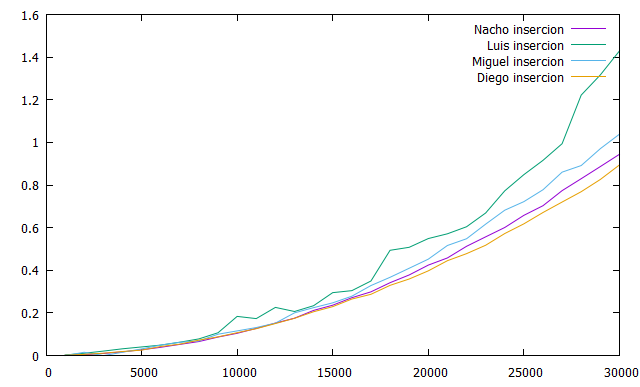 1.6
1.4
1.2
1
0.8
0.6
0.4
0.2
0
Nacho insercion
Luis insercion
Miguel insercion
Diego insercion
0 5000 10000 15000 20000 25000 30000